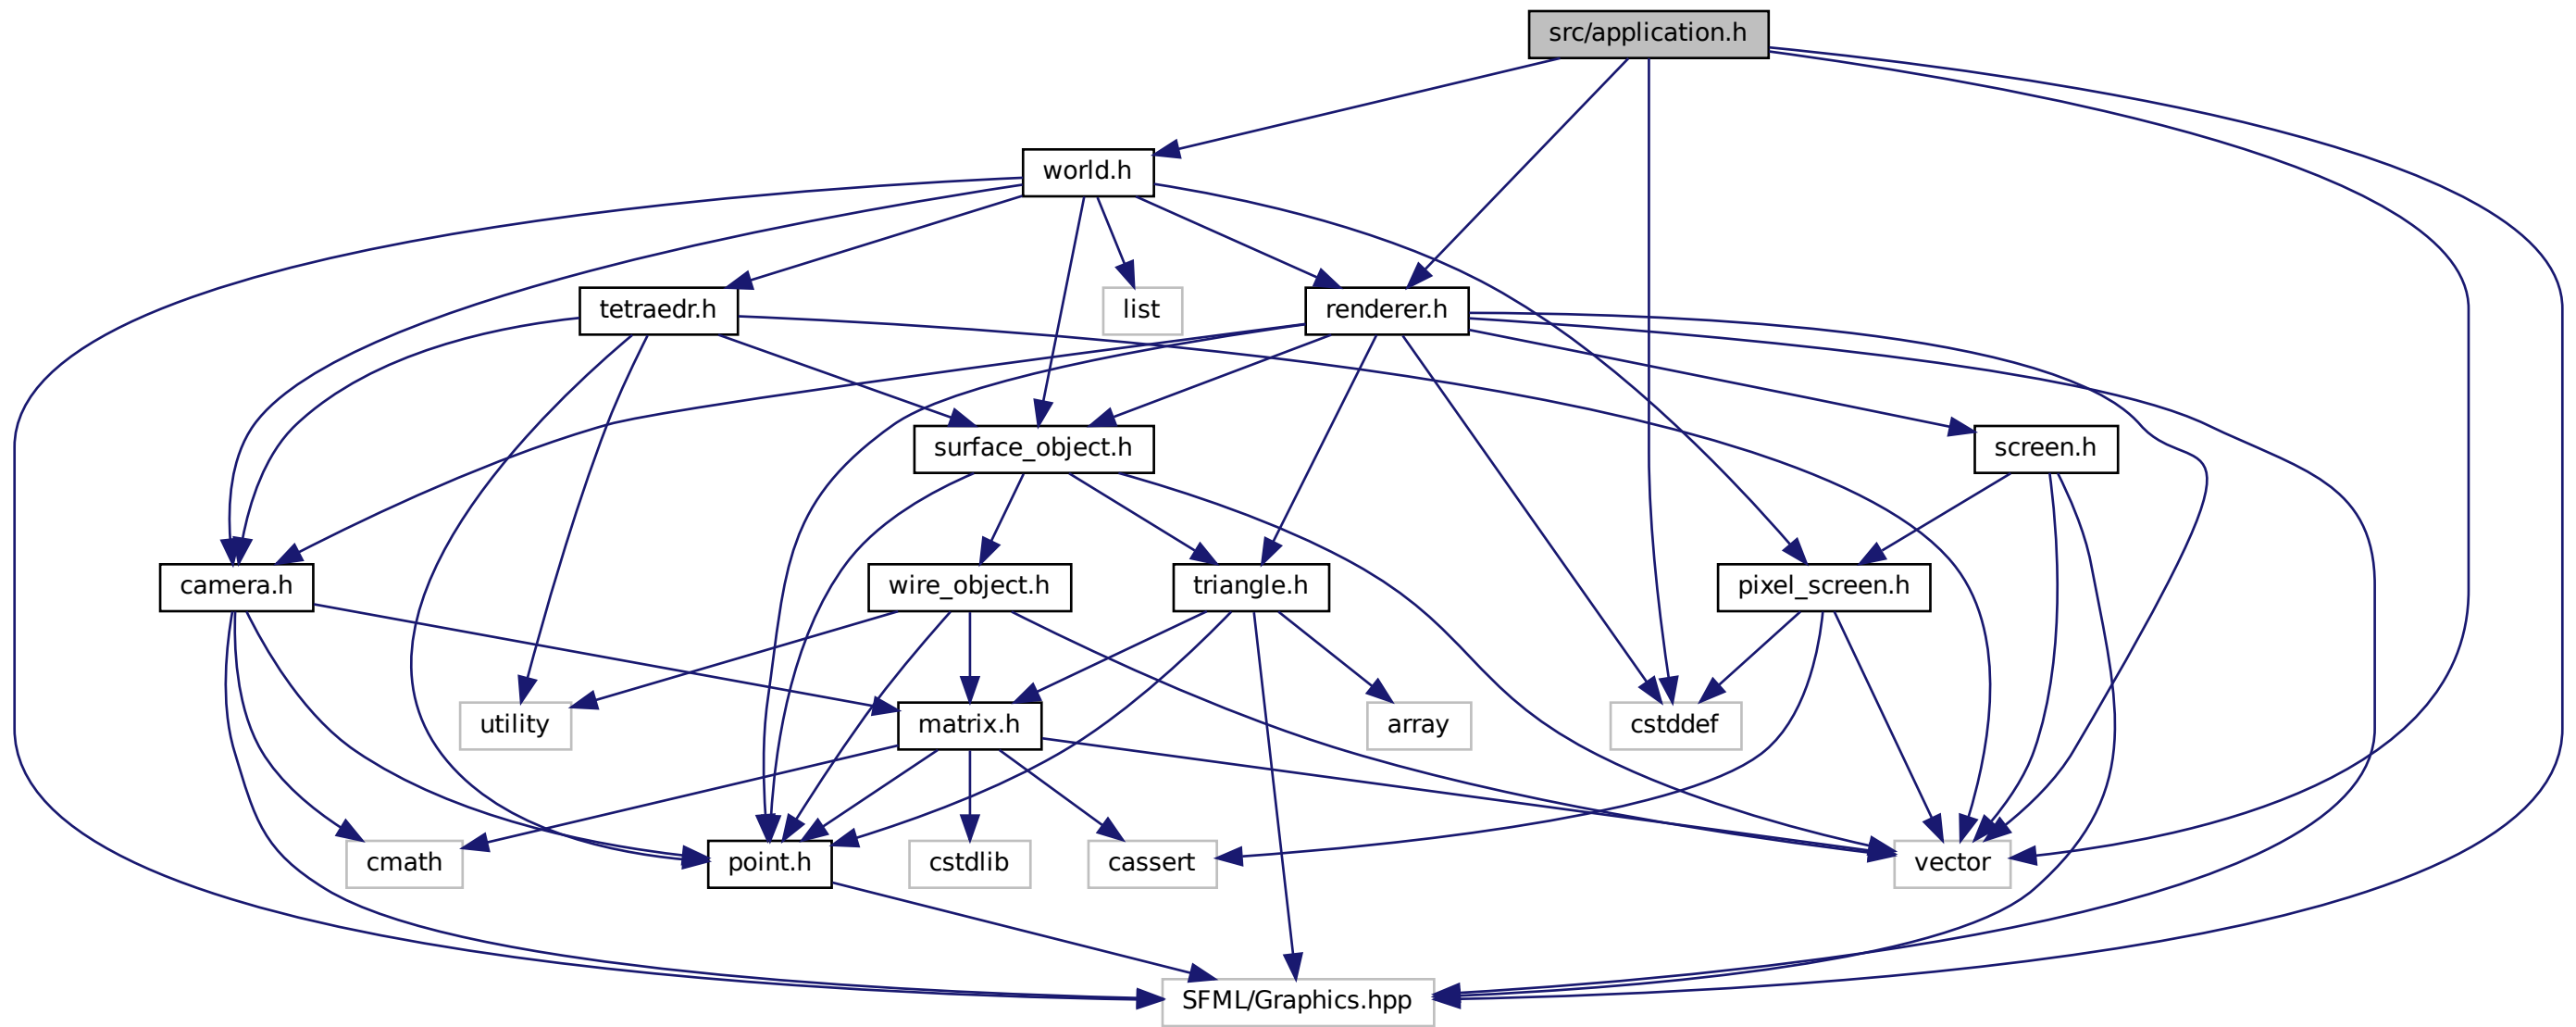 src/application.h
world.h
tetraedr.h
list
renderer.h
surface_object.h
screen.h
camera.h
wire_object.h
triangle.h
pixel_screen.h
utility
matrix.h
array
cstddef
cmath
point.h
cstdlib
cassert
vector
SFML/Graphics.hpp